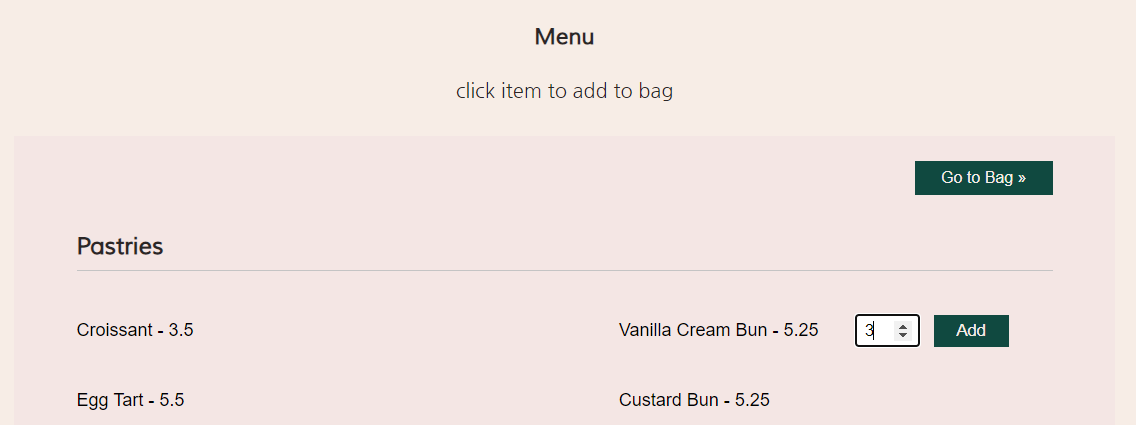 Menu
click item to add to bag
Go to Bag »
Pastries
Croissant - 3.5
Vanilla Cream Bun - 5.25
3
Add
Egg Tart - 5.5
Custard Bun - 5.25